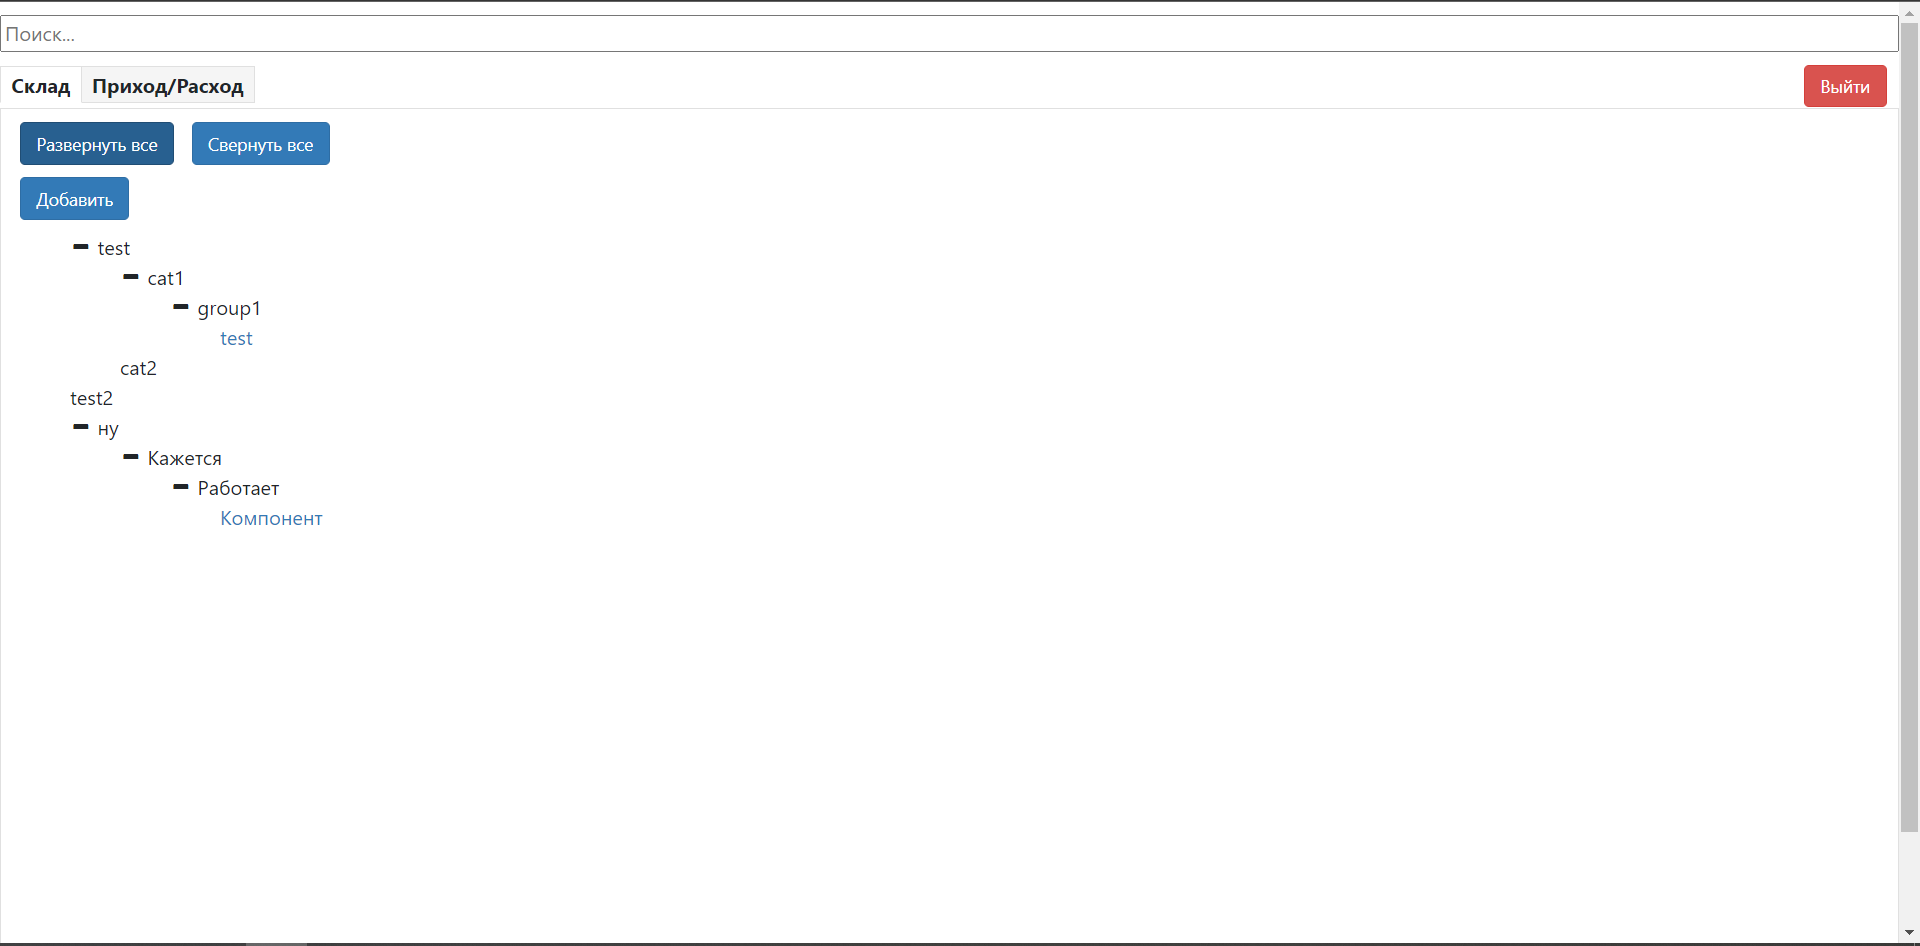 Поиск...
Склад Приход/Расход Выйти
Развернуть все Свернуть все
Добавить
test
cat1
group1
test
cat2
test2
ну
Кажется
Работает
Компонент